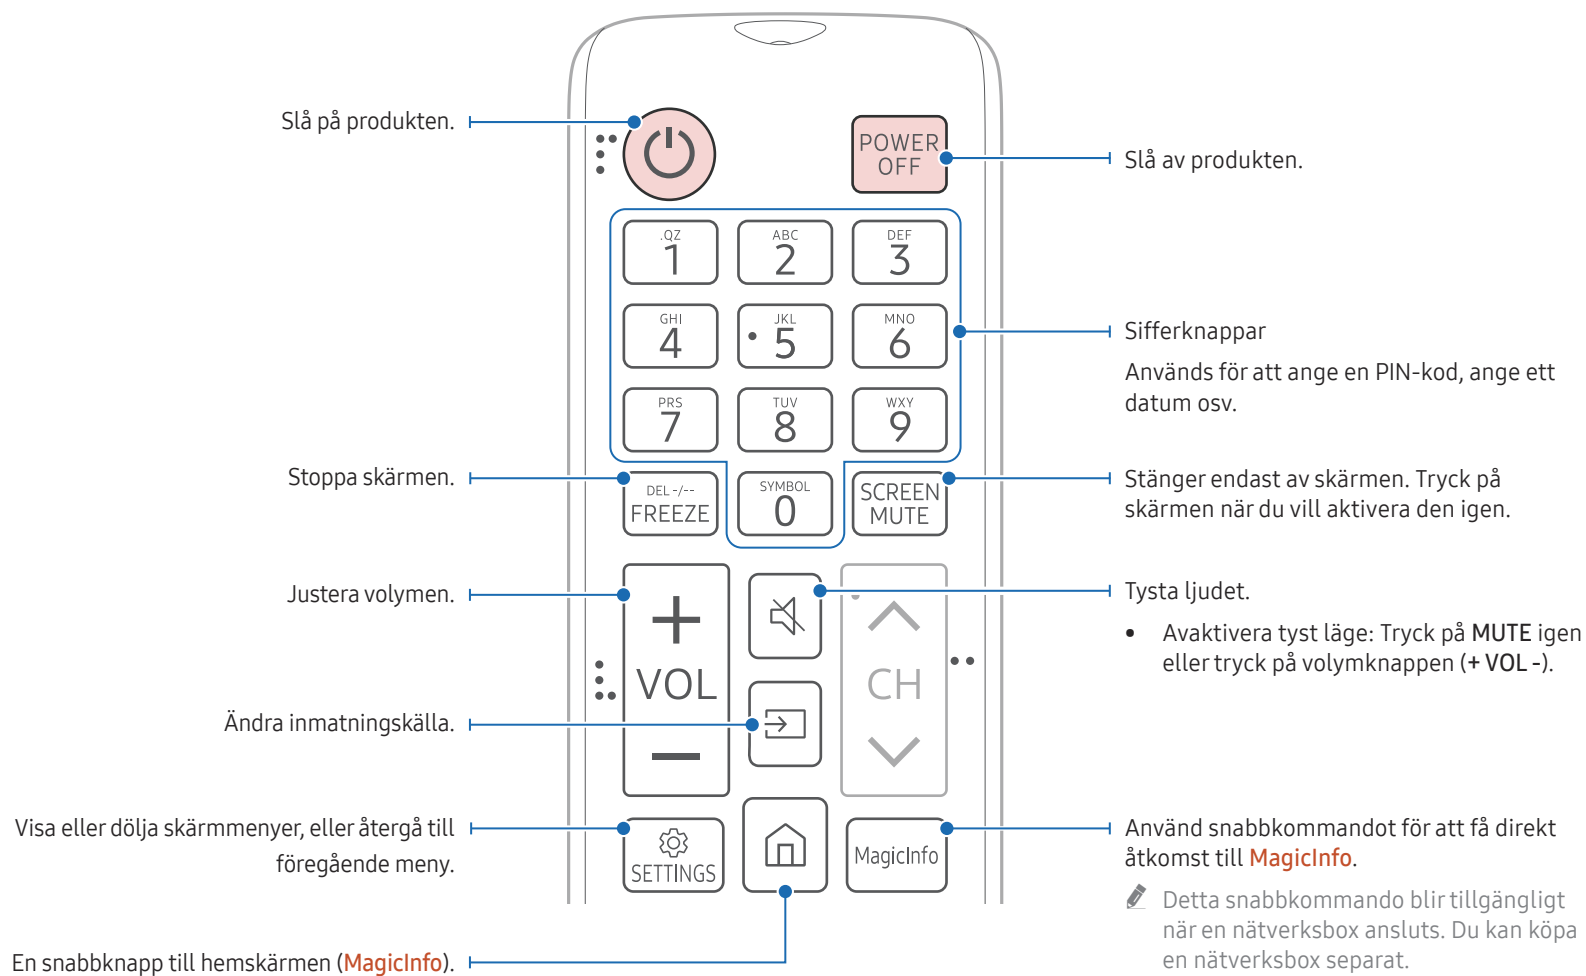 Slå på produkten.
POWER
OFF
Slå av produkten.
.QZ
1
ABC
2
DEF
3
GHI
4
JKL
5
MNO
6
PRS
7
TUV
8
WXY
9
Sifferknappar
Används för att ange en PIN-kod, ange ett
datum osv.
Stoppa skärmen.
DEL -/--
FREEZE
SYMBOL
0
SCREEN
MUTE
Stänger endast av skärmen. Tryck på
skärmen när du vill aktivera den igen.
Justera volymen.
VOL
CH
Tysta ljudet.
• Avaktivera tyst läge: Tryck på MUTE igen
eller tryck på volymknappen (+ VOL -).
Ändra inmatningskälla.
Visa eller dölja skärmmenyer, eller återgå till
föregående meny.
SETTINGS
MagicInfo
Använd snabbkommandot för att få direkt
åtkomst till MagicInfo.
Detta snabbkommando blir tillgängligt
när en nätverksbox ansluts. Du kan köpa
en nätverksbox separat.
En snabbknapp till hemskärmen (MagicInfo).